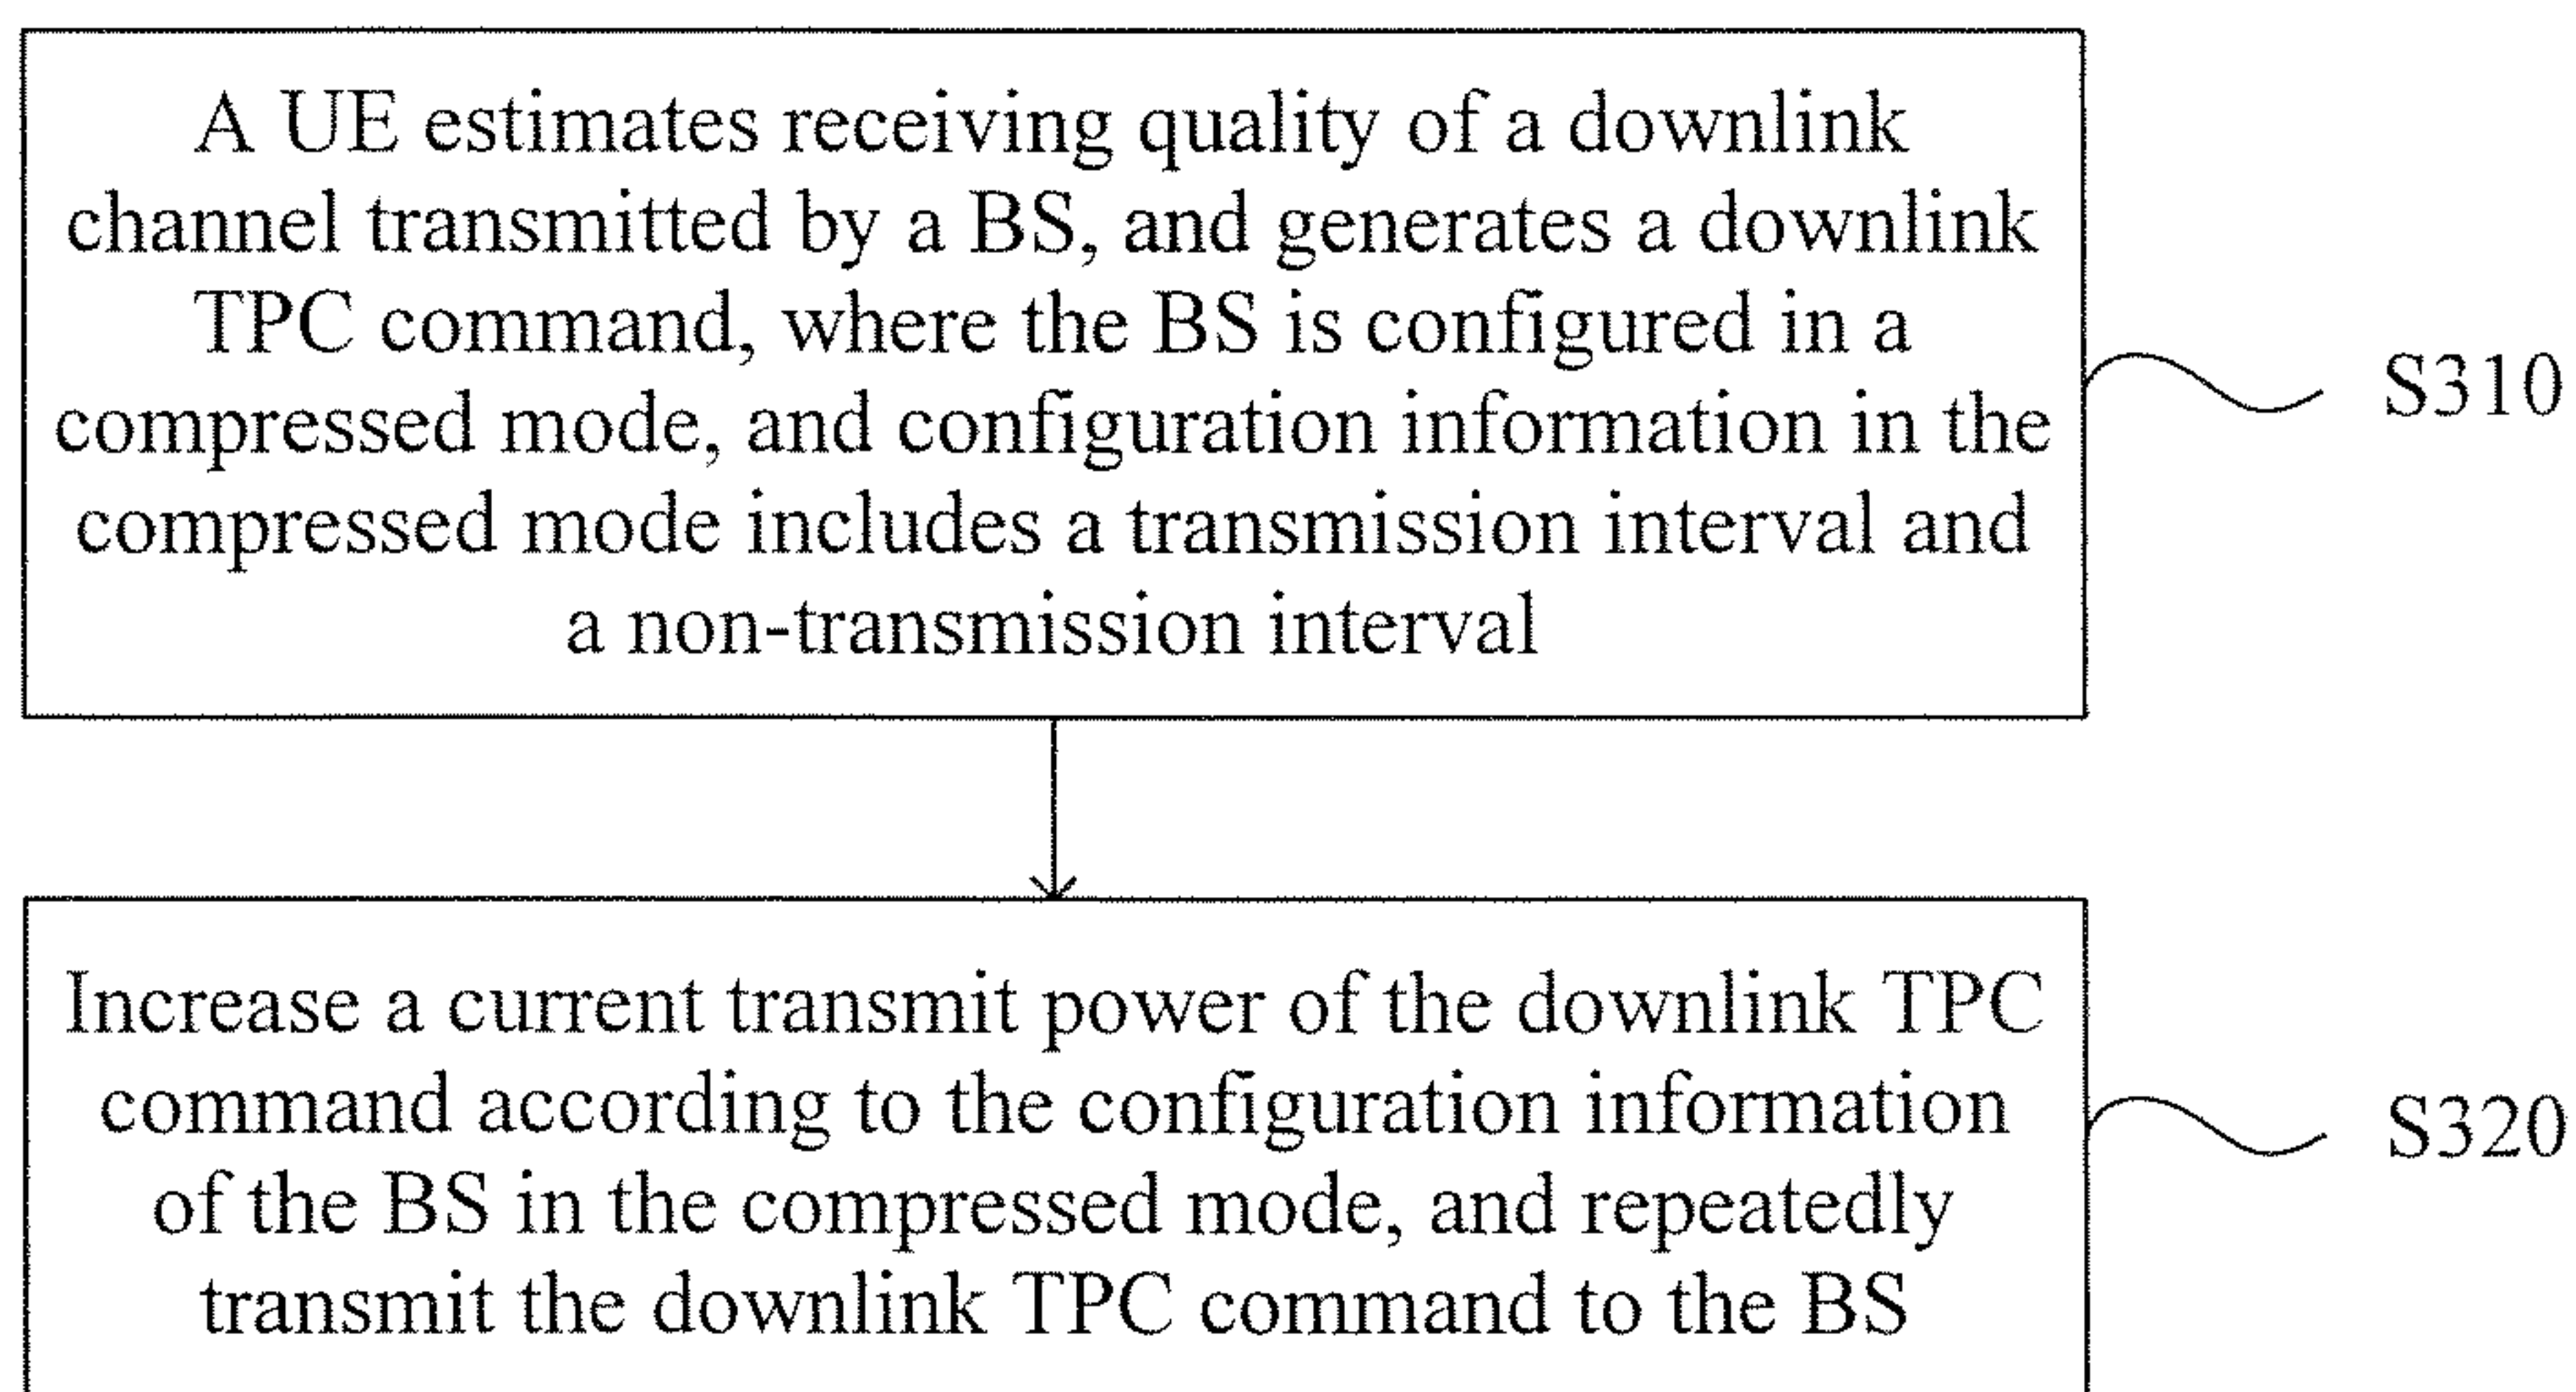 A UE estimates receiving quality of a downlink
channel transmitted by a BS, and generates a downlink
TPC command, where the BS is configured in a
compressed mode, and configuration information in the
compressed mode includes a transmission interval and
a non-transmission interval
S310
Increase a current transmit power of the downlink TPC
command according to the configuration information
of the BS in the compressed mode, and repeatedly
transmit the downlink TPC command to the BS
S320